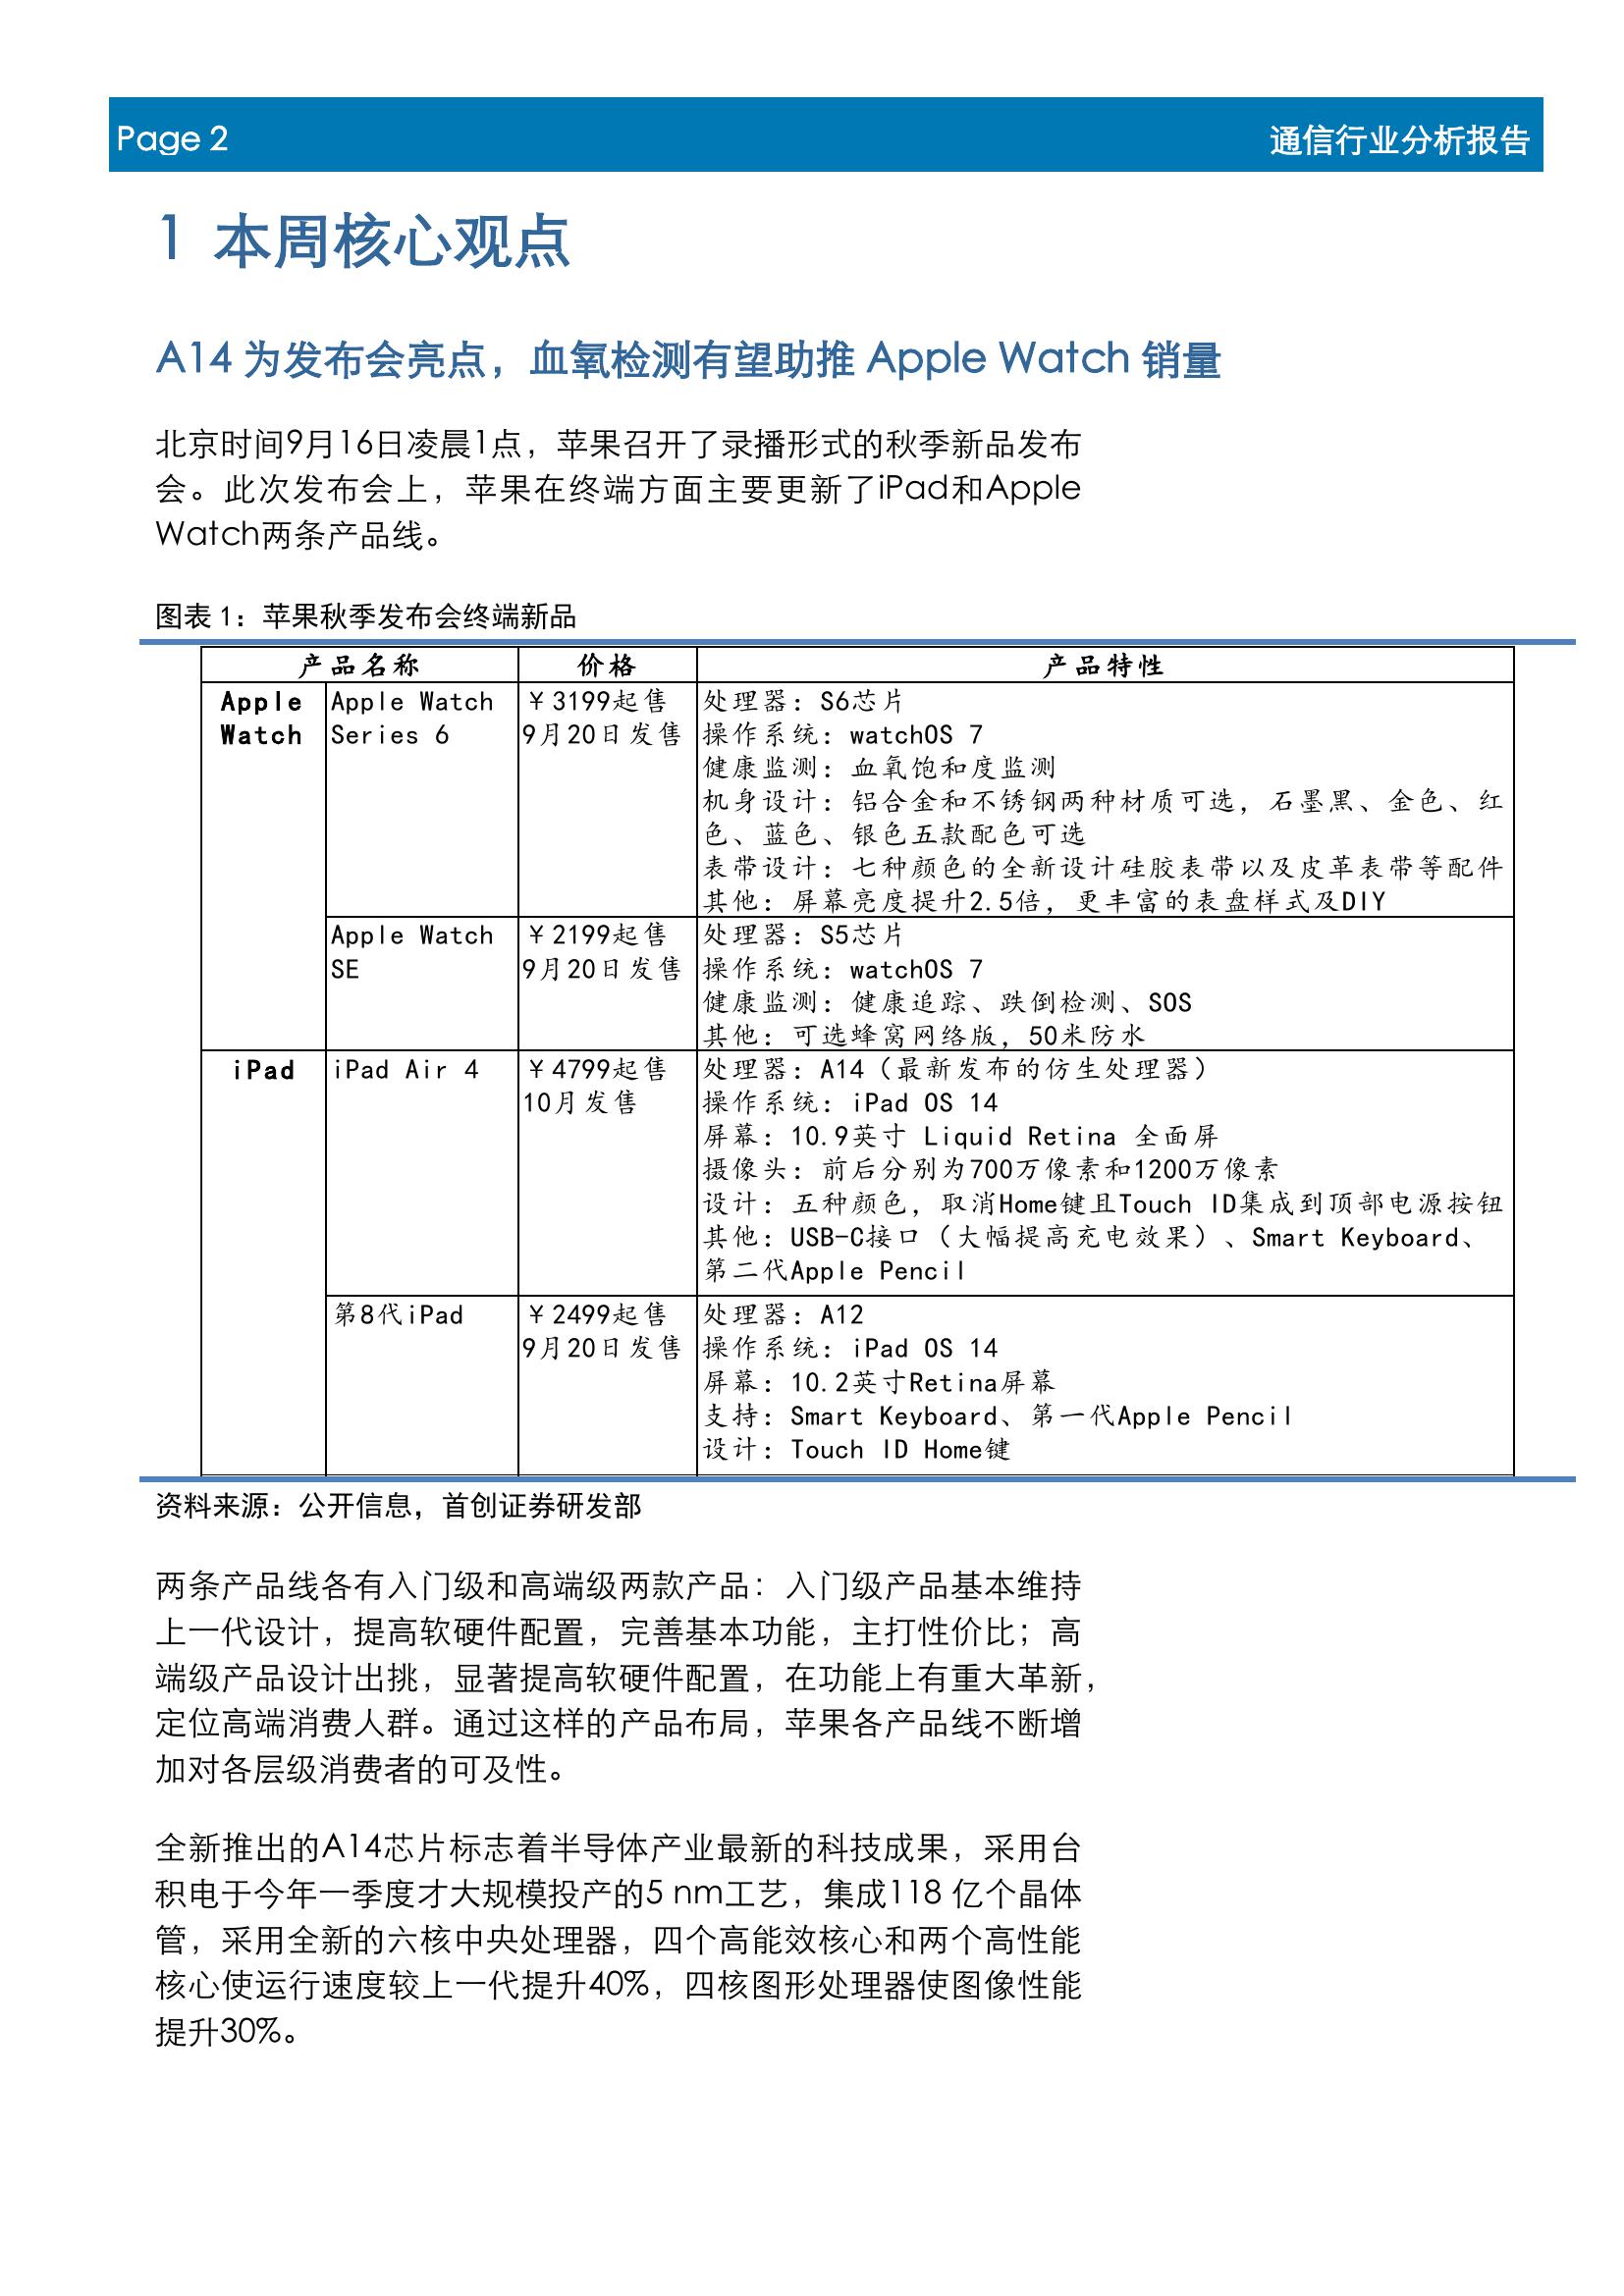 Page 2
通信行业分析报告
1 本周核心观点
A14 为发布会亮点，血氧检测有望助推 Apple Watch 销量
北京时间9月16日凌晨1点，苹果召开了录播形式的秋季新品发布
会。此次发布会上，苹果在终端方面主要更新了iPad和Apple
Watch两条产品线。
图表 1：苹果秋季发布会终端新品
产品名称
价格
产品特性
Apple
Watch
Apple Watch
Series 6
￥3199起售
9月20日发售
处理器：S6芯片
操作系统：watchOS 7
健康监测：血氧饱和度监测
机身设计：铝合金和不锈钢两种材质可选，石墨黑、金色、红
色、蓝色、银色五款配色可选
表带设计：七种颜色的全新设计硅胶表带以及皮革表带等配件
其他：屏幕亮度提升2.5倍，更丰富的表盘样式及DIY
Apple Watch
SE
￥2199起售
9月20日发售
处理器：S5芯片
操作系统：watchOS 7
健康监测：健康追踪、跌倒检测、SOS
其他：可选蜂窝网络版，50米防水
iPad
iPad Air 4
￥4799起售
10月发售
处理器：A14（最新发布的仿生处理器）
操作系统：iPad OS 14
屏幕：10.9英寸 Liquid Retina 全面屏
摄像头：前后分别为700万像素和1200万像素
设计：五种颜色，取消Home键且Touch ID集成到顶部电源按钮
其他：USB-C接口（大幅提高充电效果）、Smart Keyboard、
第二代Apple Pencil
第8代iPad
￥2499起售
9月20日发售
处理器：A12
操作系统：iPad OS 14
屏幕：10.2英寸Retina屏幕
支持：Smart Keyboard、第一代Apple Pencil
设计：Touch ID Home键
资料来源：公开信息，首创证券研发部
两条产品线各有入门级和高端级两款产品：入门级产品基本维持
上一代设计，提高软硬件配置，完善基本功能，主打性价比；高
端级产品设计出挑，显著提高软硬件配置，在功能上有重大革新，
定位高端消费人群。通过这样的产品布局，苹果各产品线不断增
加对各层级消费者的可及性。
全新推出的A14芯片标志着半导体产业最新的科技成果，采用台
积电于今年一季度才大规模投产的5 nm工艺，集成118 亿个晶体
管，采用全新的六核中央处理器，四个高能效核心和两个高性能
核心使运行速度较上一代提升40%，四核图形处理器使图像性能
提升30%。